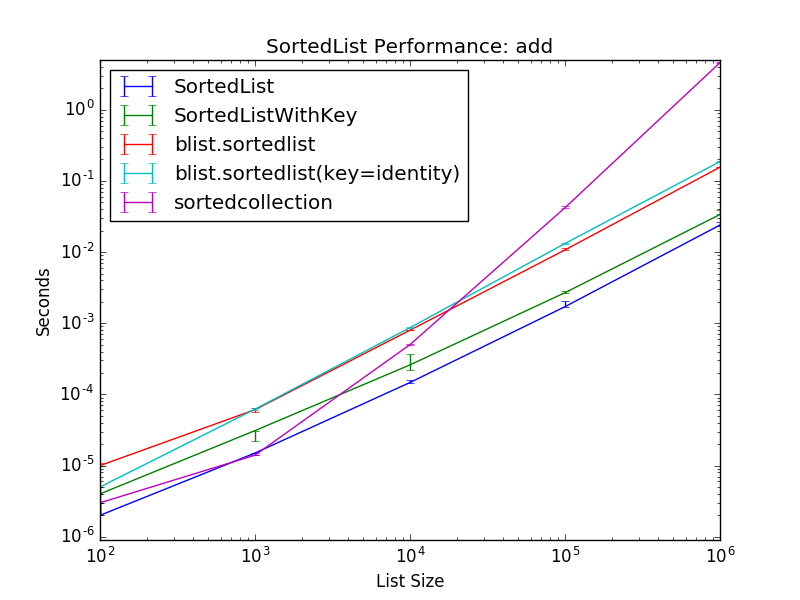 SortedList Performance: add
SortedList
SortedListWithKey
blist.sortedlist
blist.sortedlist(key=identity)
sortedcollection
Seconds
10^0
10^-1
10^-2
10^-3
10^-4
10^-5
10^-6
10^2 10^3 10^4 10^5 10^6
List Size